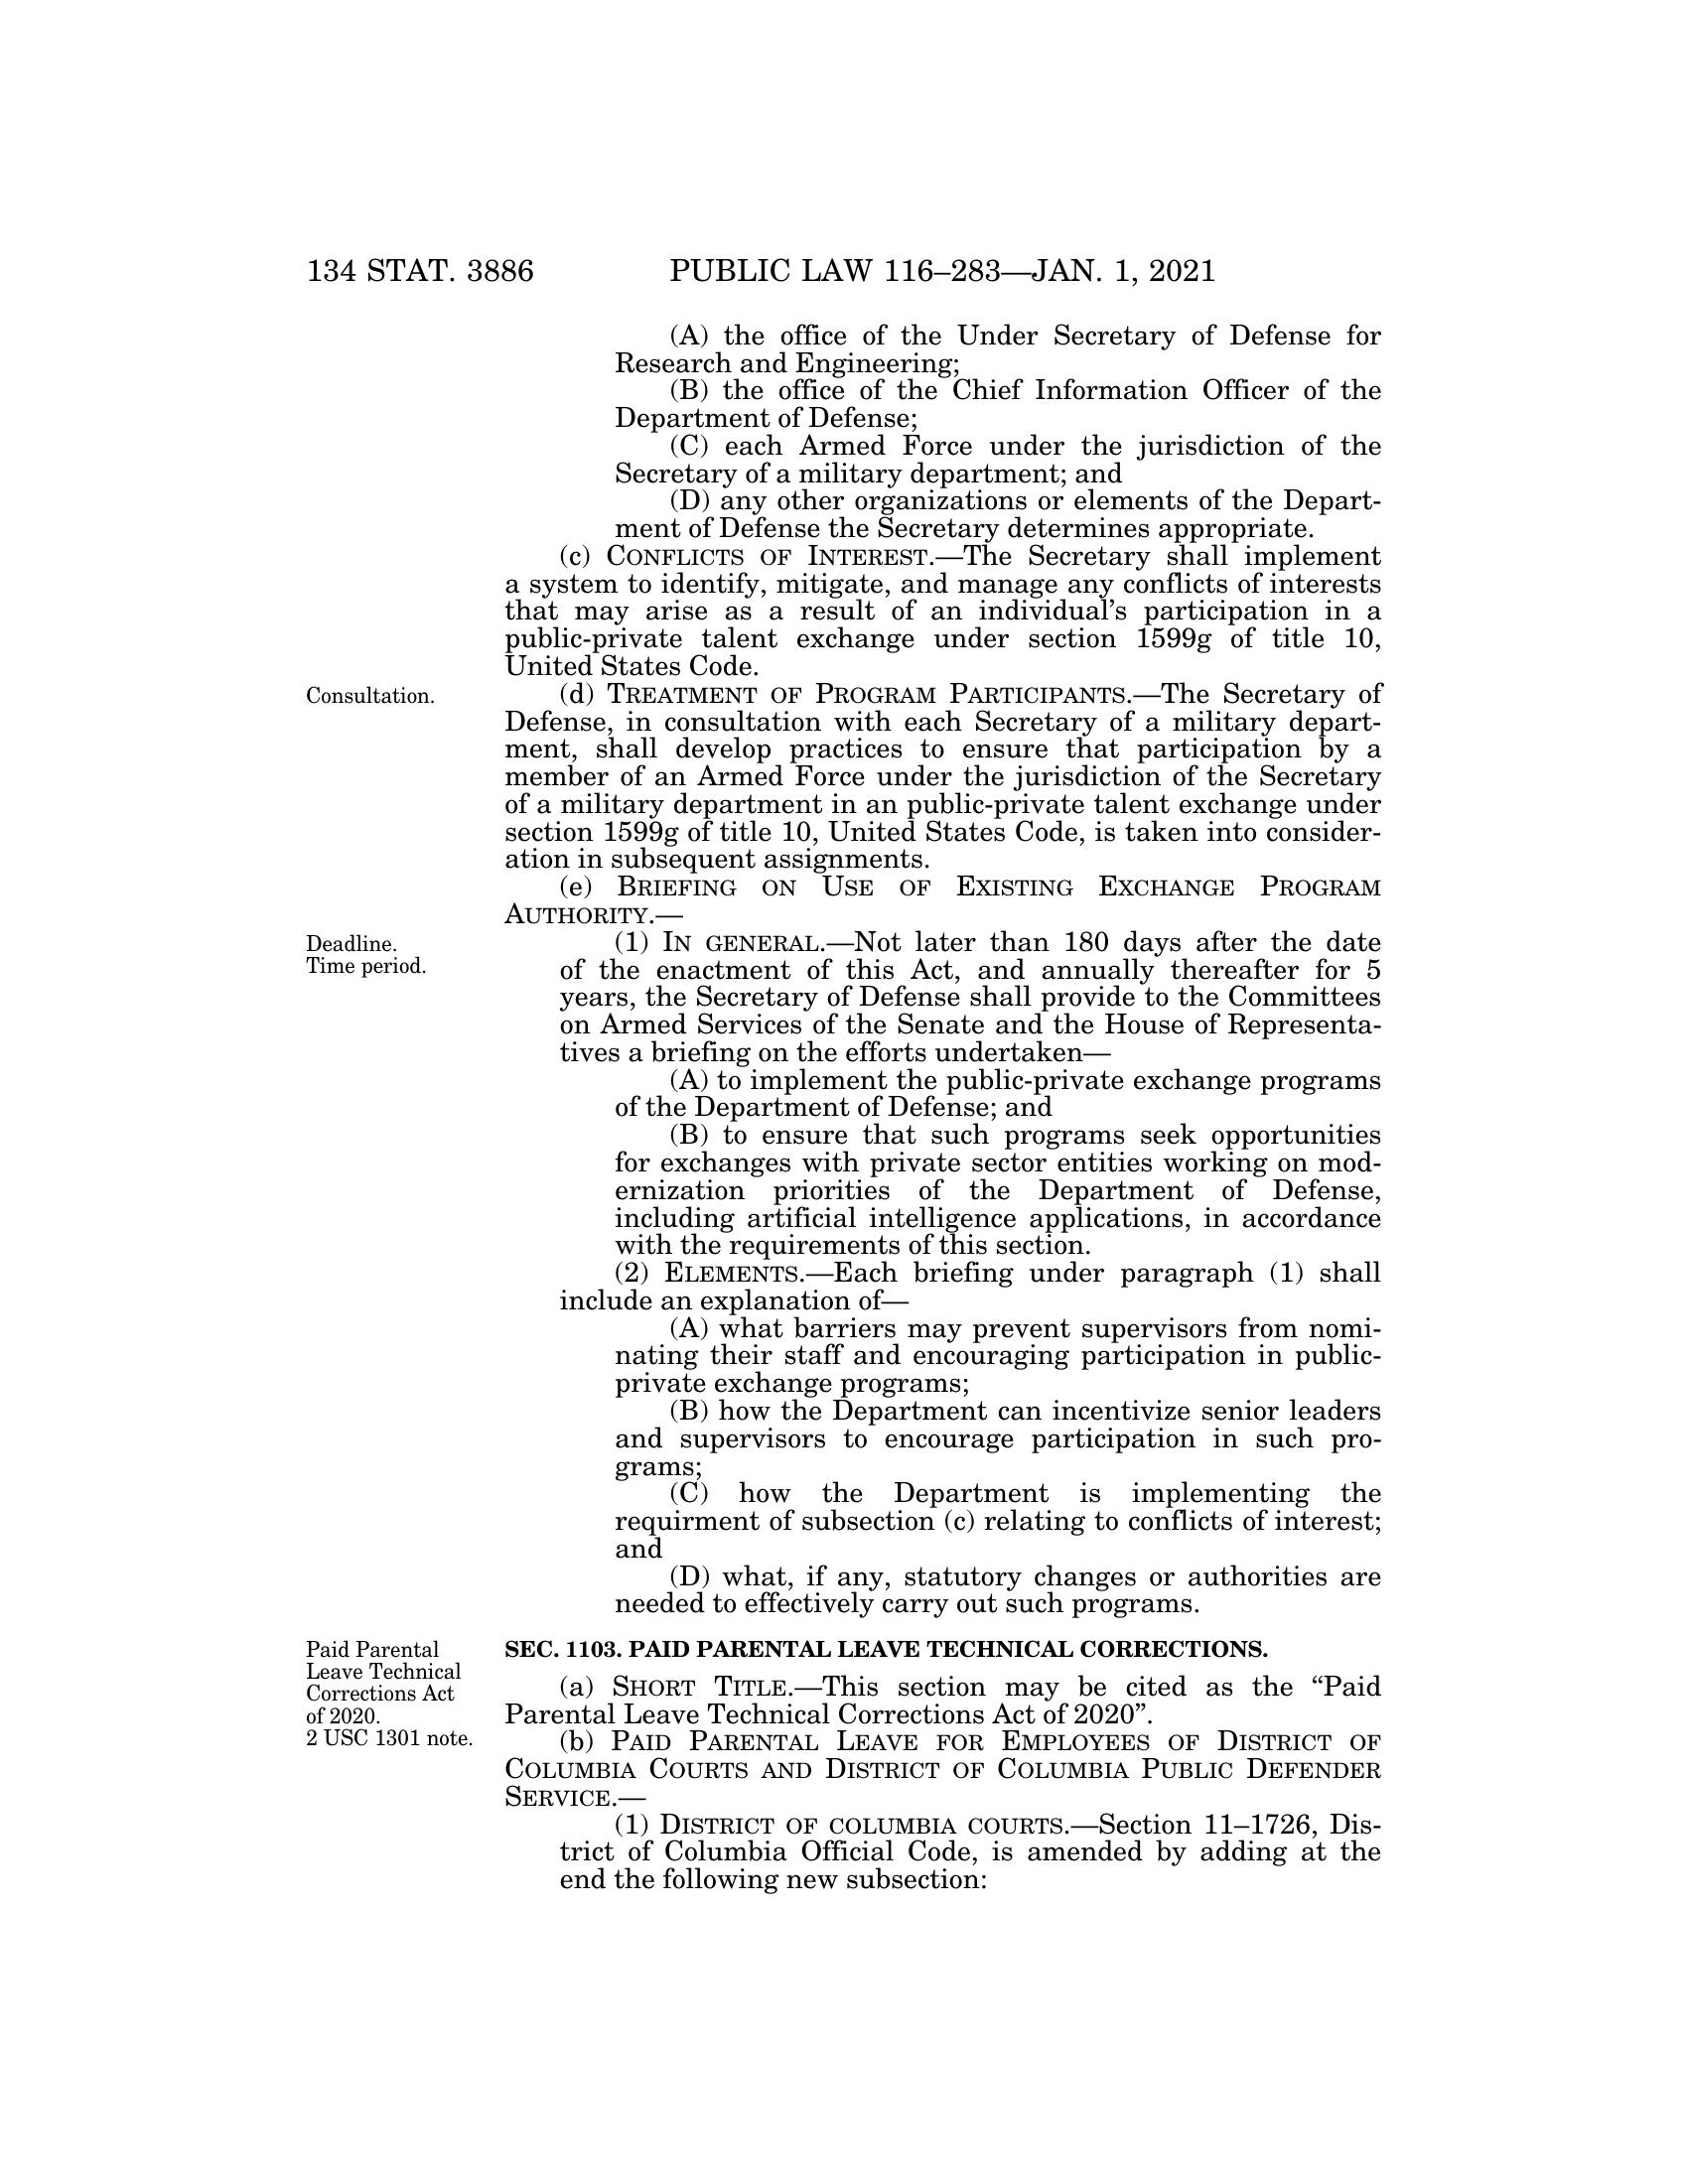 134 STAT. 3886 PUBLIC LAW 116–283—JAN. 1, 2021
(A) the office of the Under Secretary of Defense for
Research and Engineering;
(B) the office of the Chief Information Officer of the
Department of Defense;
(C) each Armed Force under the jurisdiction of the
Secretary of a military department; and
(D) any other organizations or elements of the Depart-
ment of Defense the Secretary determines appropriate.
(c) CONFLICTS OF INTEREST.—The Secretary shall implement
a system to identify, mitigate, and manage any conflicts of interests
that may arise as a result of an individual’s participation in a
public-private talent exchange under section 1599g of title 10,
United States Code.
Consultation.
(d) TREATMENT OF PROGRAM PARTICIPANTS.—The Secretary of
Defense, in consultation with each Secretary of a military depart-
ment, shall develop practices to ensure that participation by a
member of an Armed Force under the jurisdiction of the Secretary
of a military department in an public-private talent exchange under
section 1599g of title 10, United States Code, is taken into consider-
ation in subsequent assignments.
(e) BRIEFING ON USE OF EXISTING EXCHANGE PROGRAM
AUTHORITY.—
Deadline.
Time period.
(1) IN GENERAL.—Not later than 180 days after the date
of the enactment of this Act, and annually thereafter for 5
years, the Secretary of Defense shall provide to the Committees
on Armed Services of the Senate and the House of Representa-
tives a briefing on the efforts undertaken—
(A) to implement the public-private exchange programs
of the Department of Defense; and
(B) to ensure that such programs seek opportunities
for exchanges with private sector entities working on mod-
ernization priorities of the Department of Defense,
including artificial intelligence applications, in accordance
with the requirements of this section.
(2) ELEMENTS.—Each briefing under paragraph (1) shall
include an explanation of—
(A) what barriers may prevent supervisors from nomi-
nating their staff and encouraging participation in public-
private exchange programs;
(B) how the Department can incentivize senior leaders
and supervisors to encourage participation in such pro-
grams;
(C) how the Department is implementing the
requirment of subsection (c) relating to conflicts of interest;
and
(D) what, if any, statutory changes or authorities are
needed to effectively carry out such programs.
Paid Parental
Leave Technical
Corrections Act
of 2020.
2 USC 1301 note.
SEC. 1103. PAID PARENTAL LEAVE TECHNICAL CORRECTIONS.
(a) SHORT TITLE.—This section may be cited as the “Paid
Parental Leave Technical Corrections Act of 2020”.
(b) PAID PARENTAL LEAVE FOR EMPLOYEES OF DISTRICT OF
COLUMBIA COURTS AND DISTRICT OF COLUMBIA PUBLIC DEFENDER
SERVICE.—
(1) DISTRICT OF COLUMBIA COURTS.—Section 11–1726, Dis-
trict of Columbia Official Code, is amended by adding at the
end the following new subsection: